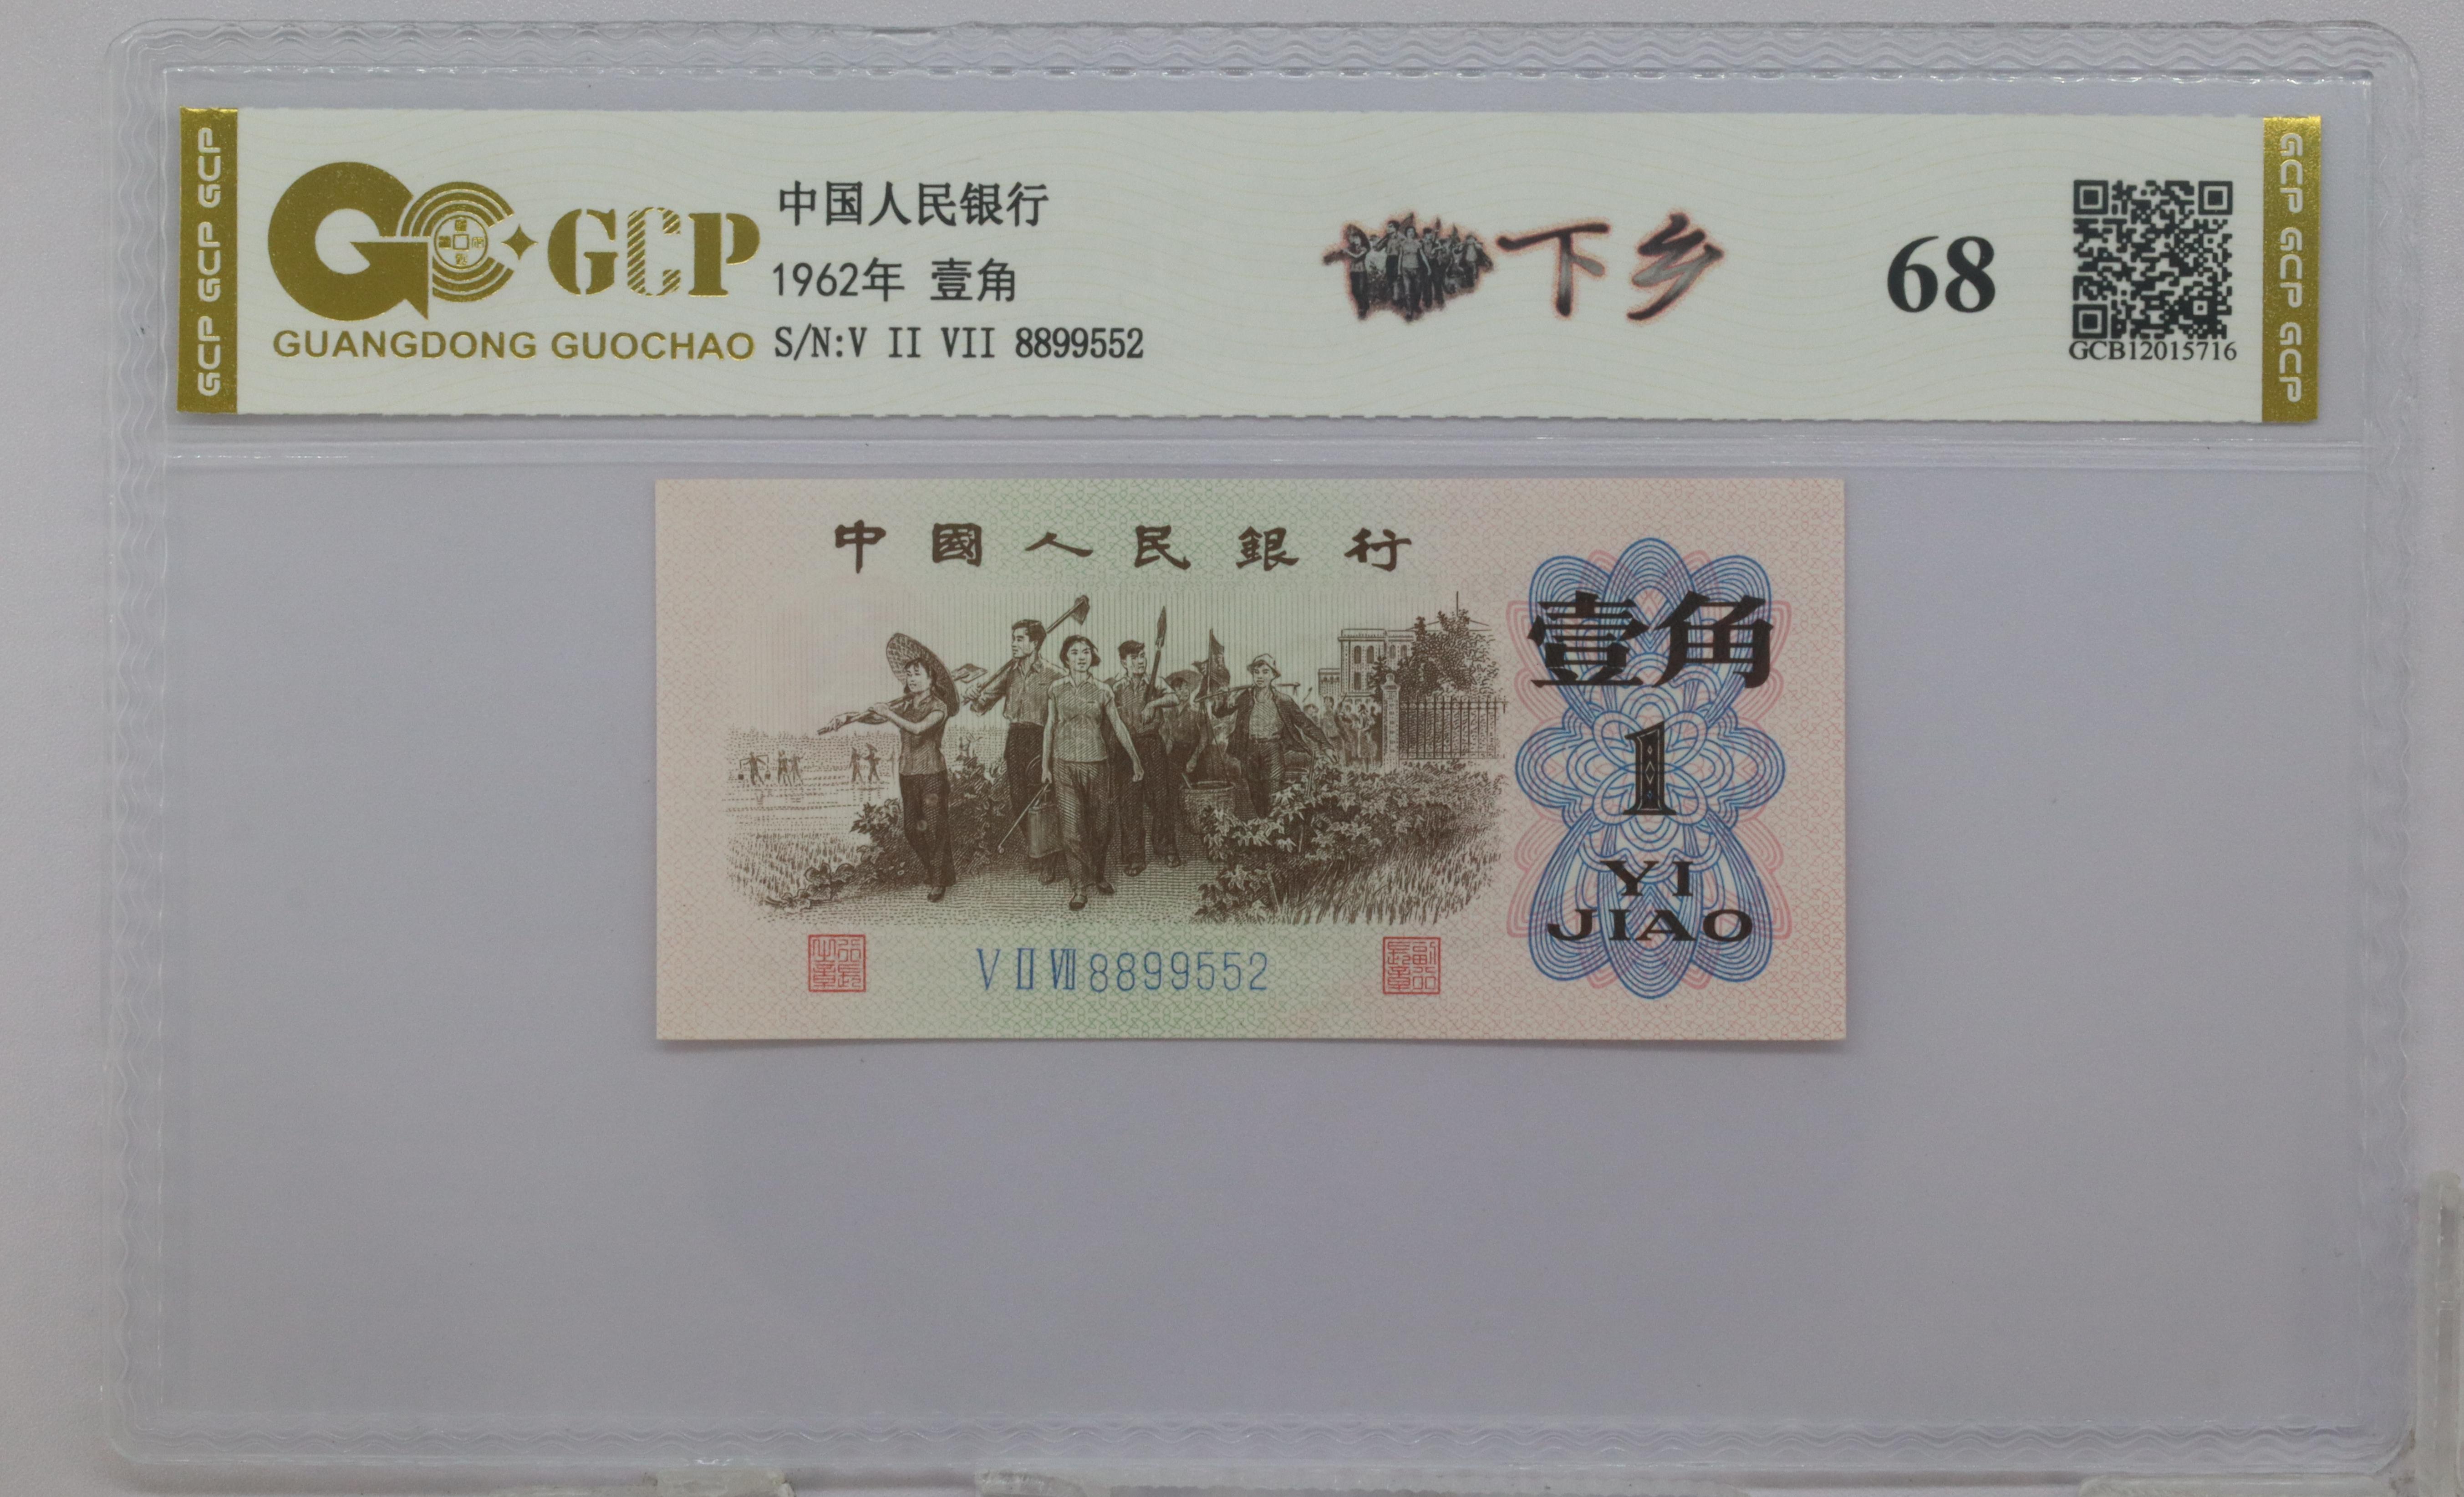 GCP GCP GCP
GCP
GUANGDONG GUOCHAO
中国人民银行
1962年 壹角
S/N:V II VII 8899552
下乡
68
GCB12015716
GCP GCP GCP
中國人民銀行
壹角
1
YI
JIAO
V II VII 8899552